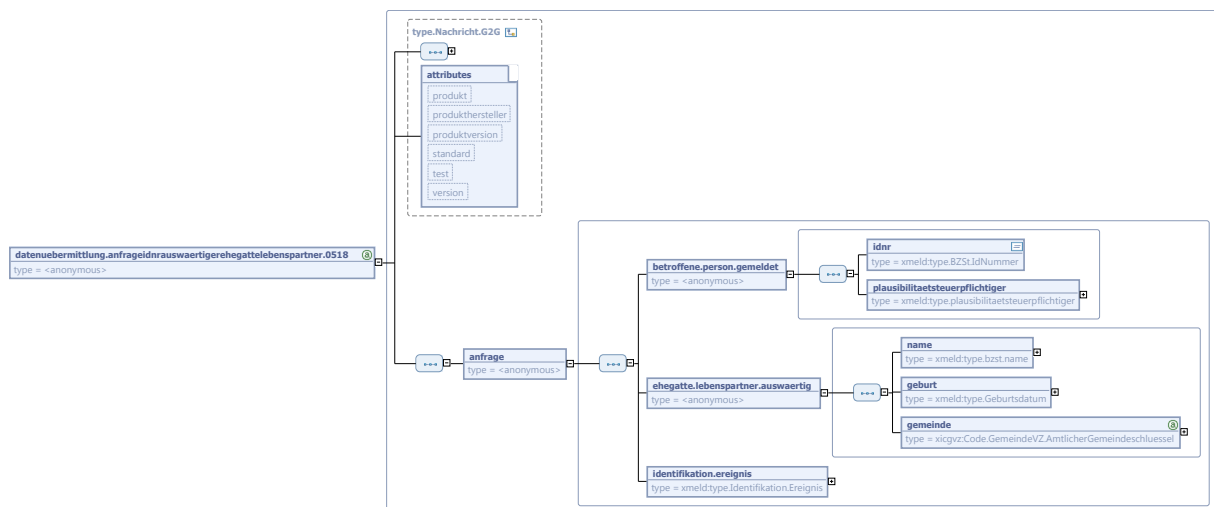 type.Nachricht.G2G
attributes
produkt
produkthersteller
produktversion
standard
test
version
datenuebermittlung.anfrageidnrauswaertigerehegattelebenspartner.0518 a
type = <anonymous>
anfrage
type = <anonymous>
betroffene.person.gemeldet
type = <anonymous>
idnr
type = xmeld:type.BZSt.IdNummer
plausibilitaetsteuerpflichtiger
type = xmeld:type.plausibilitaetsteuerpflichtiger
ehegatte.lebenspartner.auswaertig
type = <anonymous>
name
type = xmeld:type.bzst.name
geburt
type = xmeld:type.Geburtsdatum
gemeinde a
type = xicgvz:Code.GemeindeVZ.AmtlicherGemeindeschluessel
identifikation.ereignis
type = xmeld:type.Identifikation.Ereignis